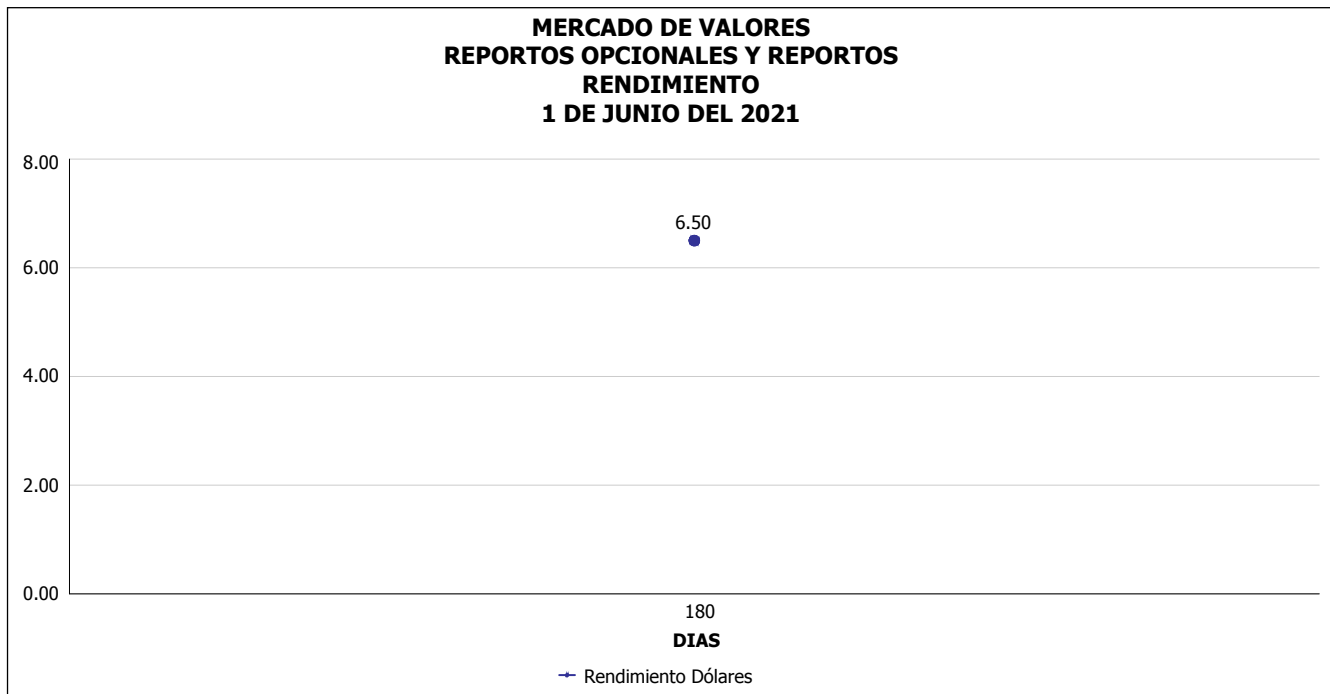 MERCADO DE VALORES
REPORTOS OPCIONALES Y REPORTOS
RENDIMIENTO
1 DE JUNIO DEL 2021
8.00
6.50
6.00
4.00
2.00
0.00
180
DIAS
Rendimiento Dólares